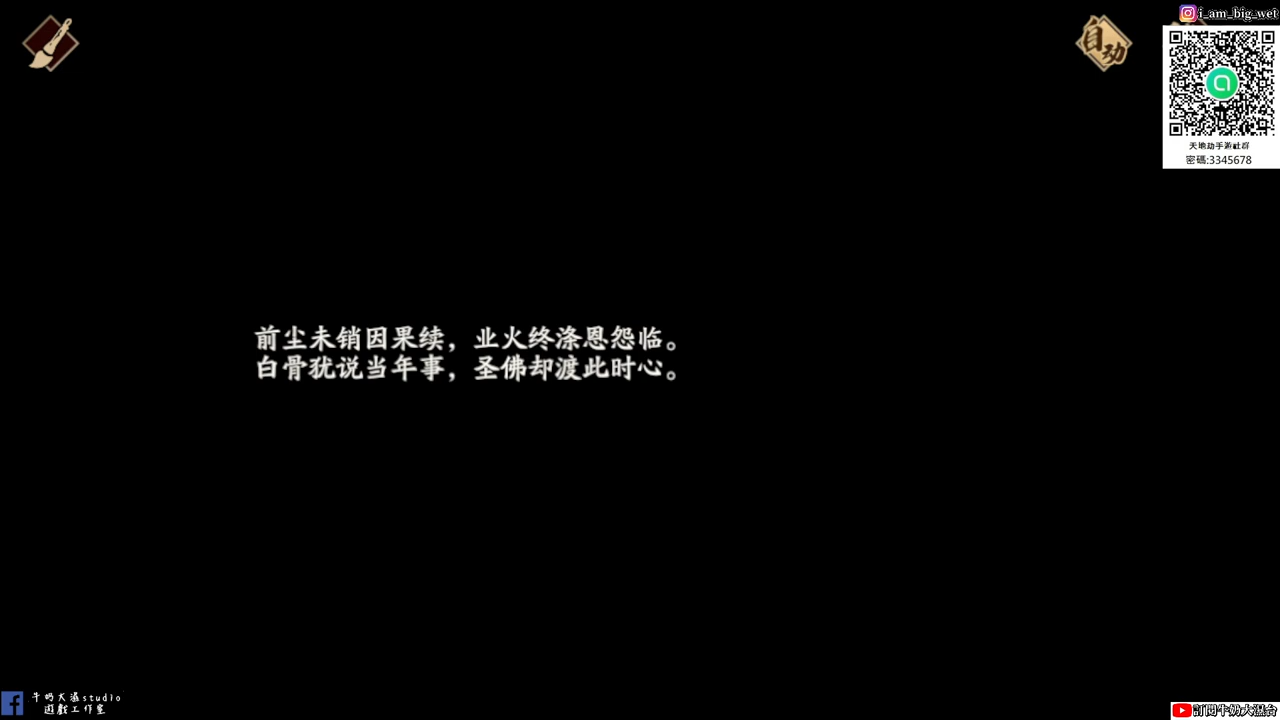 自动
i_am_big_wet
天地劫手遊社群
密碼:3345678
前尘未销因果续，业火终涤恩怨临。
白骨犹说当年事，圣佛却渡此时心。
牛奶大濕studio
遊戲工作室
訂閱牛奶大濕台